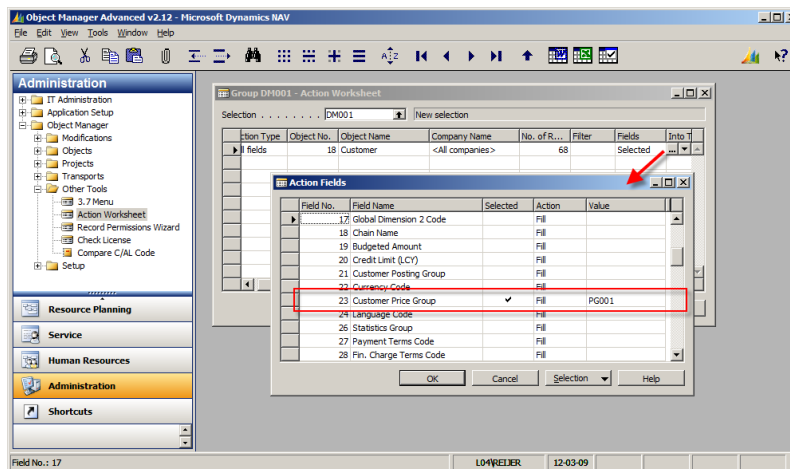 Object Manager Advanced v2.12 - Microsoft Dynamics NAV
File Edit View Tools Window Help
Administration
IT Administration
Application Setup
Object Manager
Modifications
Objects
Projects
Transports
Other Tools
3.7 Menu
Action Worksheet
Record Permissions Wizard
Check License
Compare C/AL Code
Setup
Resource Planning
Service
Human Resources
Administration
Shortcuts
Group DM001 - Action Worksheet
Selection . . . . . . . . DM001 New selection
ction Type Object No. Object Name Company Name No. of R... Filter Fields Into T
ll fields 18 Customer <All companies> 68 Selected ...
Action Fields
Field No. Field Name Selected Action Value
17 Global Dimension 2 Code Fill
18 Chain Name Fill
19 Budgeted Amount Fill
20 Credit Limit (LCY) Fill
21 Customer Posting Group Fill
22 Currency Code Fill
23 Customer Price Group ✔ Fill PG001
24 Language Code Fill
26 Statistics Group Fill
27 Payment Terms Code Fill
28 Fin. Charge Terms Code Fill
OK Cancel Selection Help
Field No.: 17 L04\REIJER 12-03-09